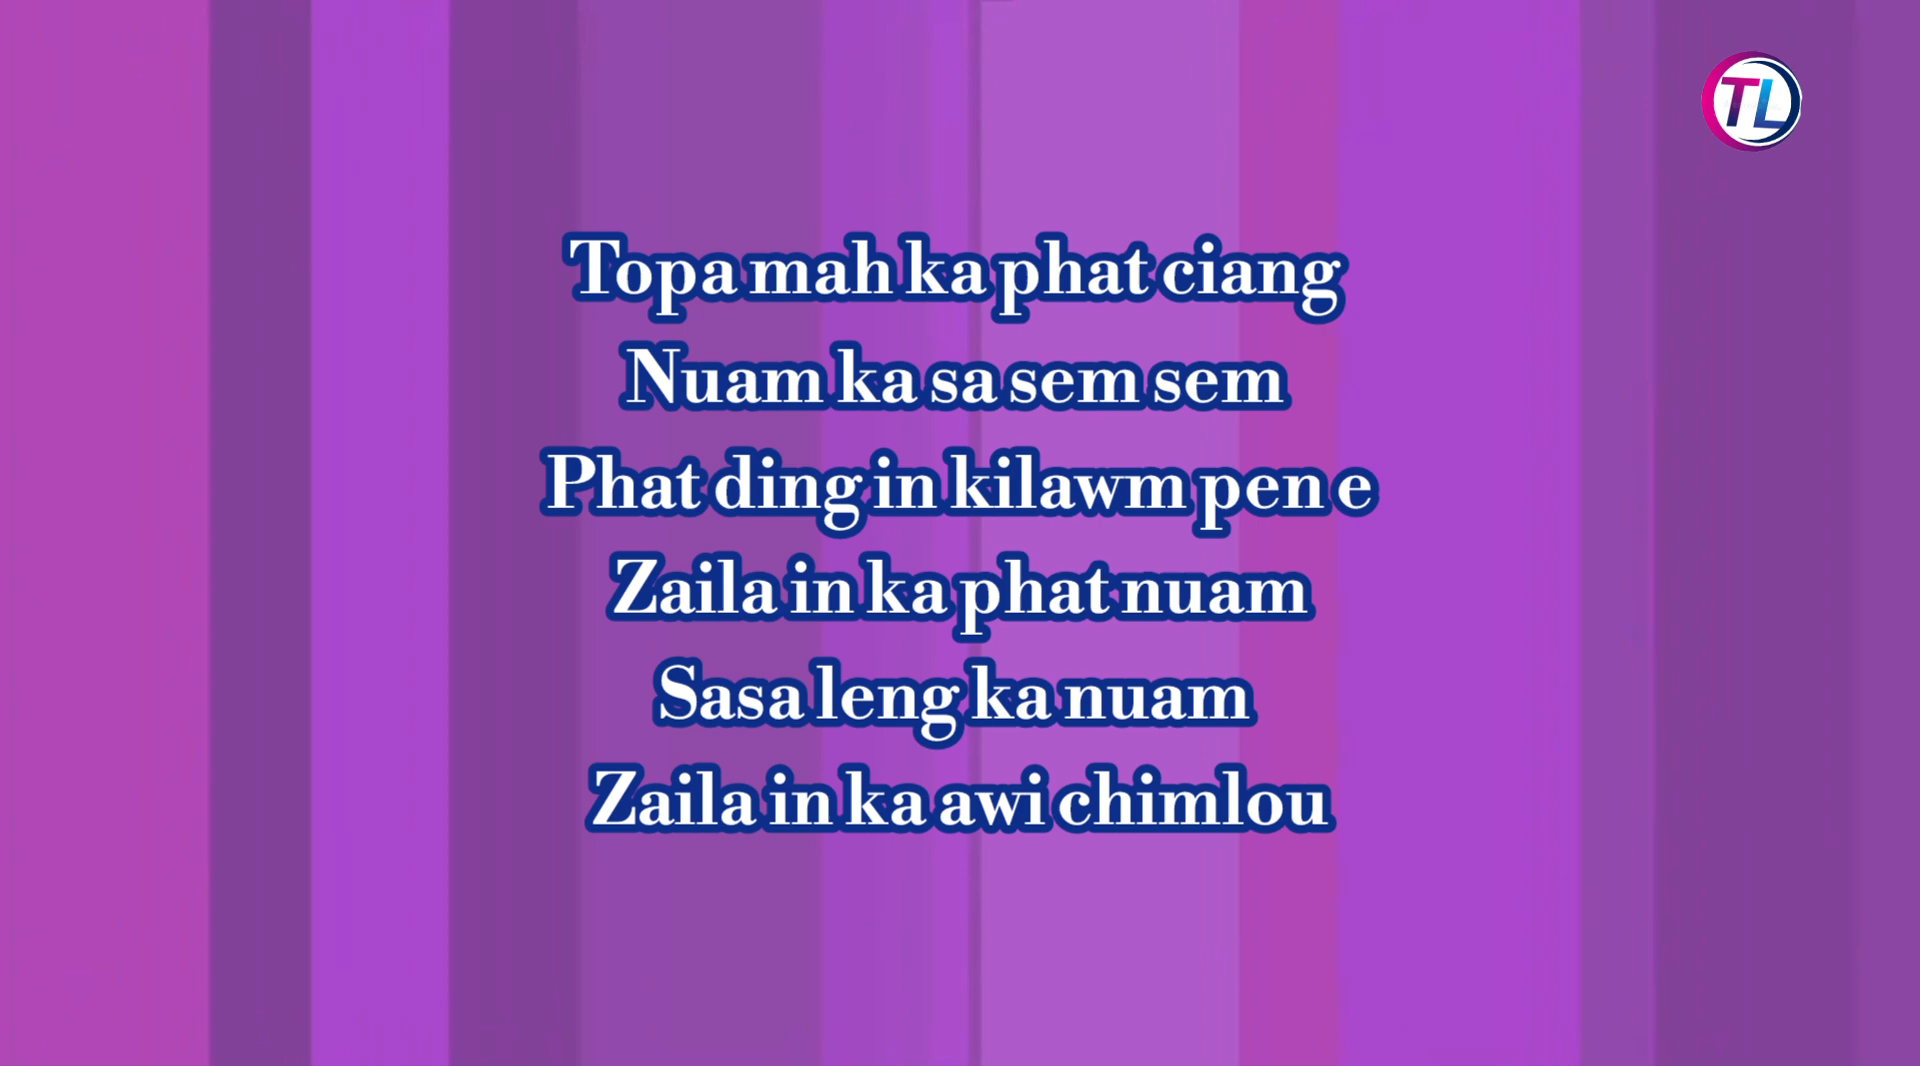 TL
Topa mah ka phat ciang
Nuam ka sa sem sem
Phat ding in kilawm pen e
Zaila in ka phat nuam
Sasa leng ka nuam
Zaila in ka awi chimlou